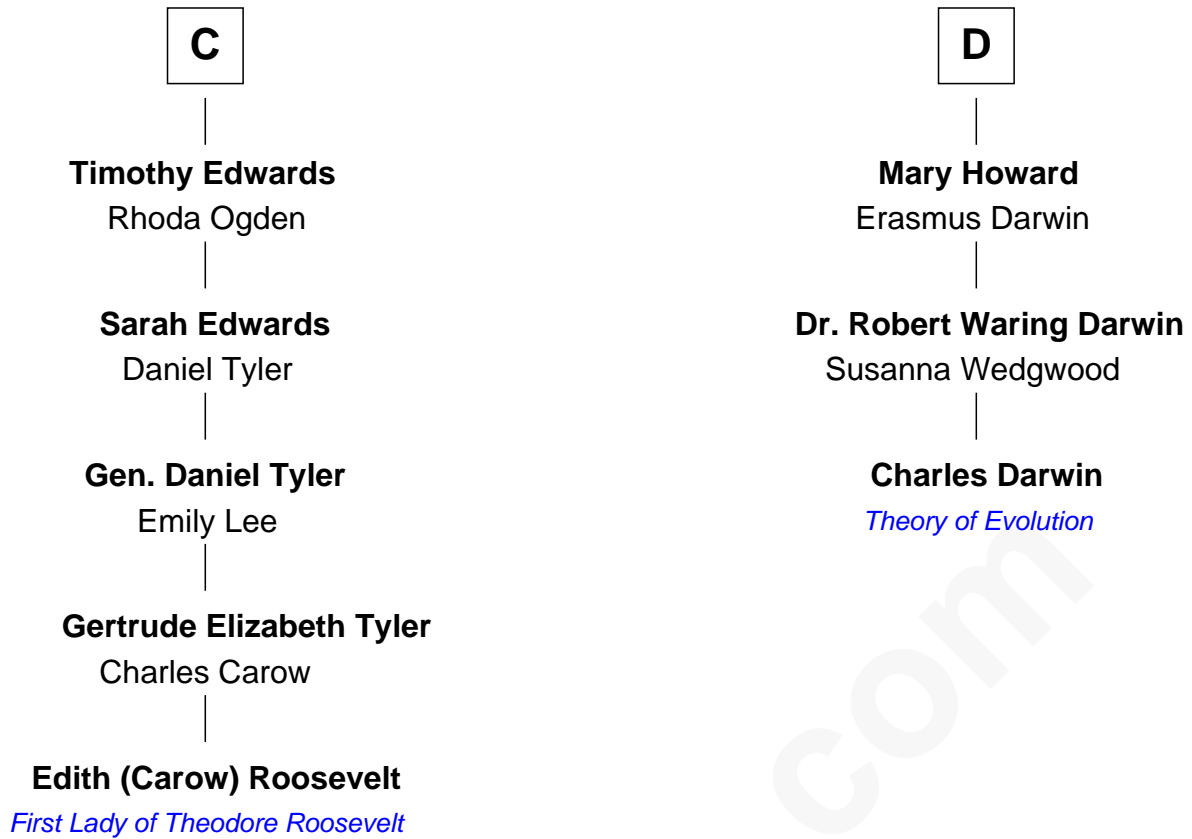 C
Timothy Edwards
Rhoda Ogden
Sarah Edwards
Daniel Tyler
Gen. Daniel Tyler
Emily Lee
Gertrude Elizabeth Tyler
Charles Carow
Edith (Carow) Roosevelt
First Lady of Theodore Roosevelt
D
Mary Howard
Erasmus Darwin
Dr. Robert Waring Darwin
Susanna Wedgwood
Charles Darwin
Theory of Evolution
com